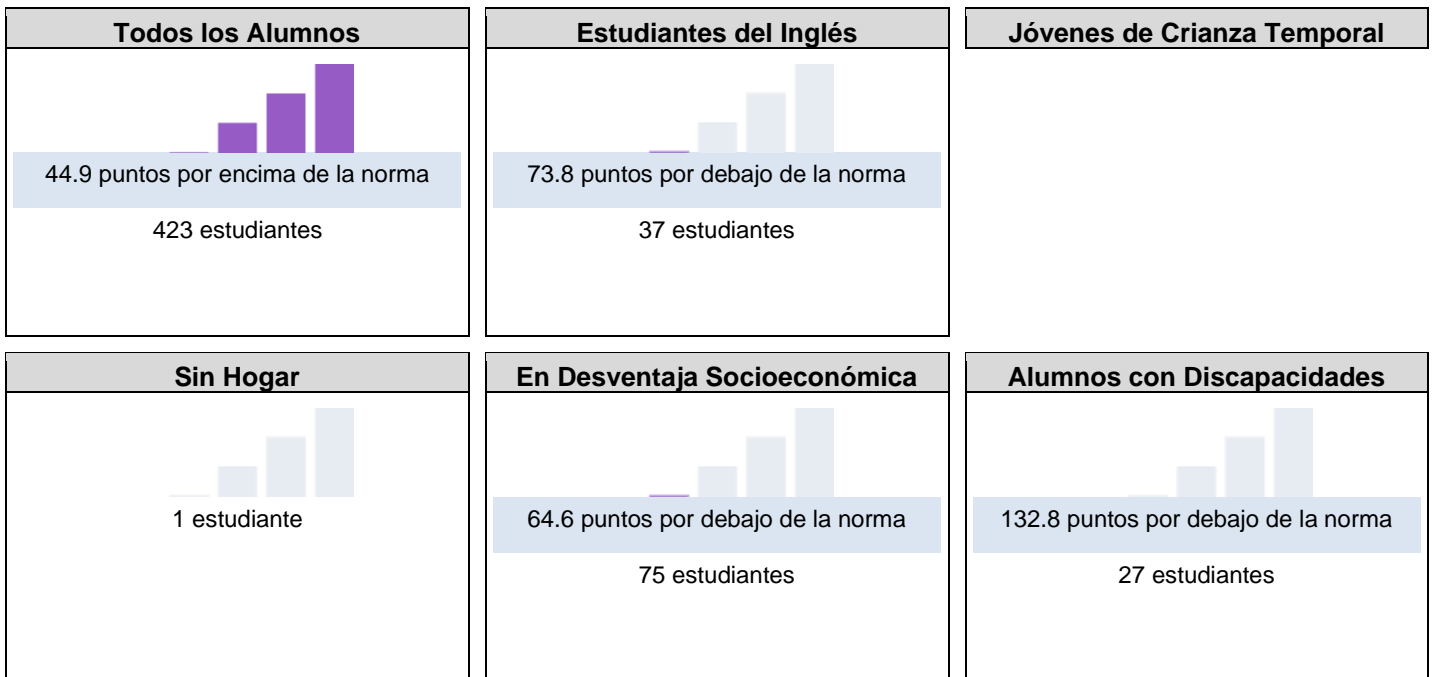 Todos los Alumnos
44.9 puntos por encima de la norma
423 estudiantes
Estudiantes del Inglés
73.8 puntos por debajo de la norma
37 estudiantes
Jóvenes de Crianza Temporal
Sin Hogar
1 estudiante
En Desventaja Socioeconómica
64.6 puntos por debajo de la norma
75 estudiantes
Alumnos con Discapacidades
132.8 puntos por debajo de la norma
27 estudiantes